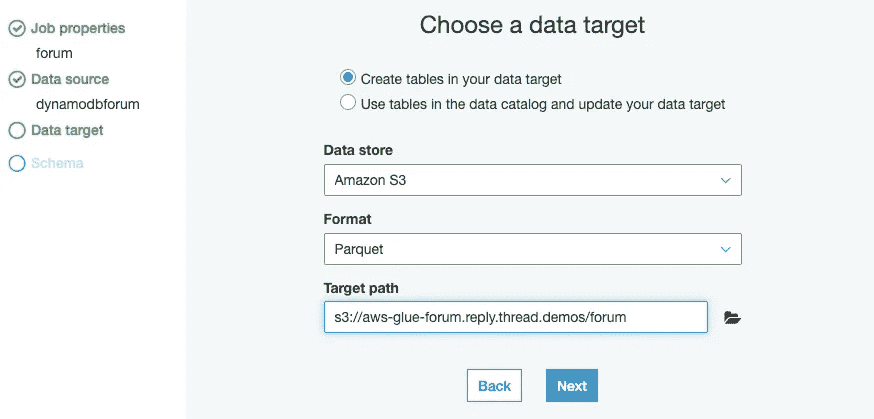 Job properties
forum
Data source
dynamodbforum
Data target
Schema
Choose a data target
Create tables in your data target
Use tables in the data catalog and update your data target
Data store
Amazon S3
Format
Parquet
Target path
s3://aws-glue-forum.reply.thread.demos/forum
Back
Next